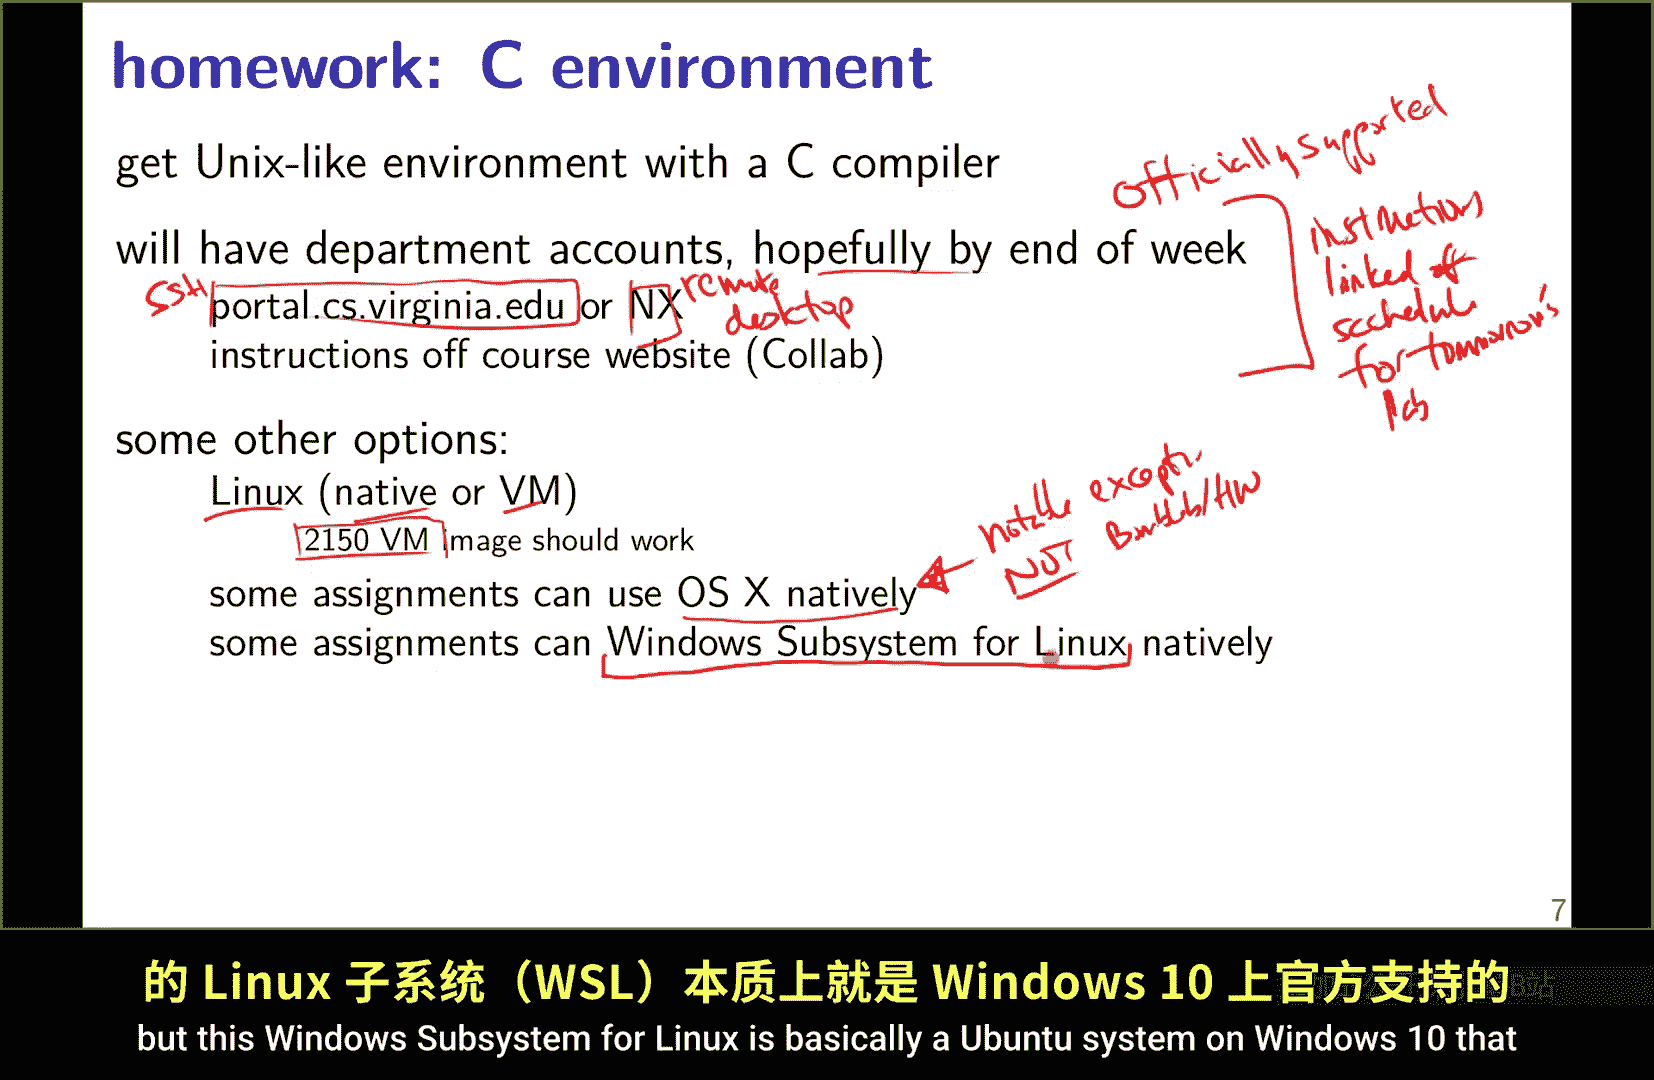 homework: C environment
get Unix-like environment with a C compiler
officially supported
will have department accounts, hopefully by end of week
SSH portal.cs.virginia.edu or NX remote
desktop
instructions off course website (Collab)
instructions
linked off
schedule
for tommorow's
lab
some other options:
Linux (native or VM)
2150 VM image should work
notable except.
NOT
some assignments can use OS X natively
some assignments can Windows Subsystem for Linux natively
7
的 Linux 子系统（WSL）本质上就是 Windows 10 上官方支持的
but this Windows Subsystem for Linux is basically a Ubuntu system on Windows 10 that